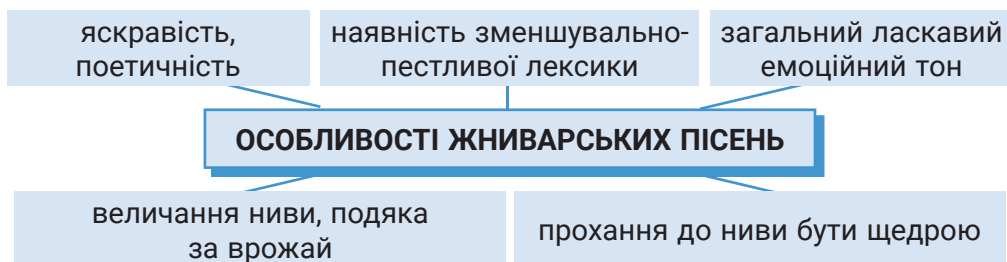 яскравість,
поетичність
наявність зменшувально-
пестливої лексики
загальний ласкавий
емоційний тон
ОСОБЛИВОСТІ ЖНИВАРСЬКИХ ПІСЕНЬ
величання ниви, подяка
за врожай
прохання до ниви бути щедрою